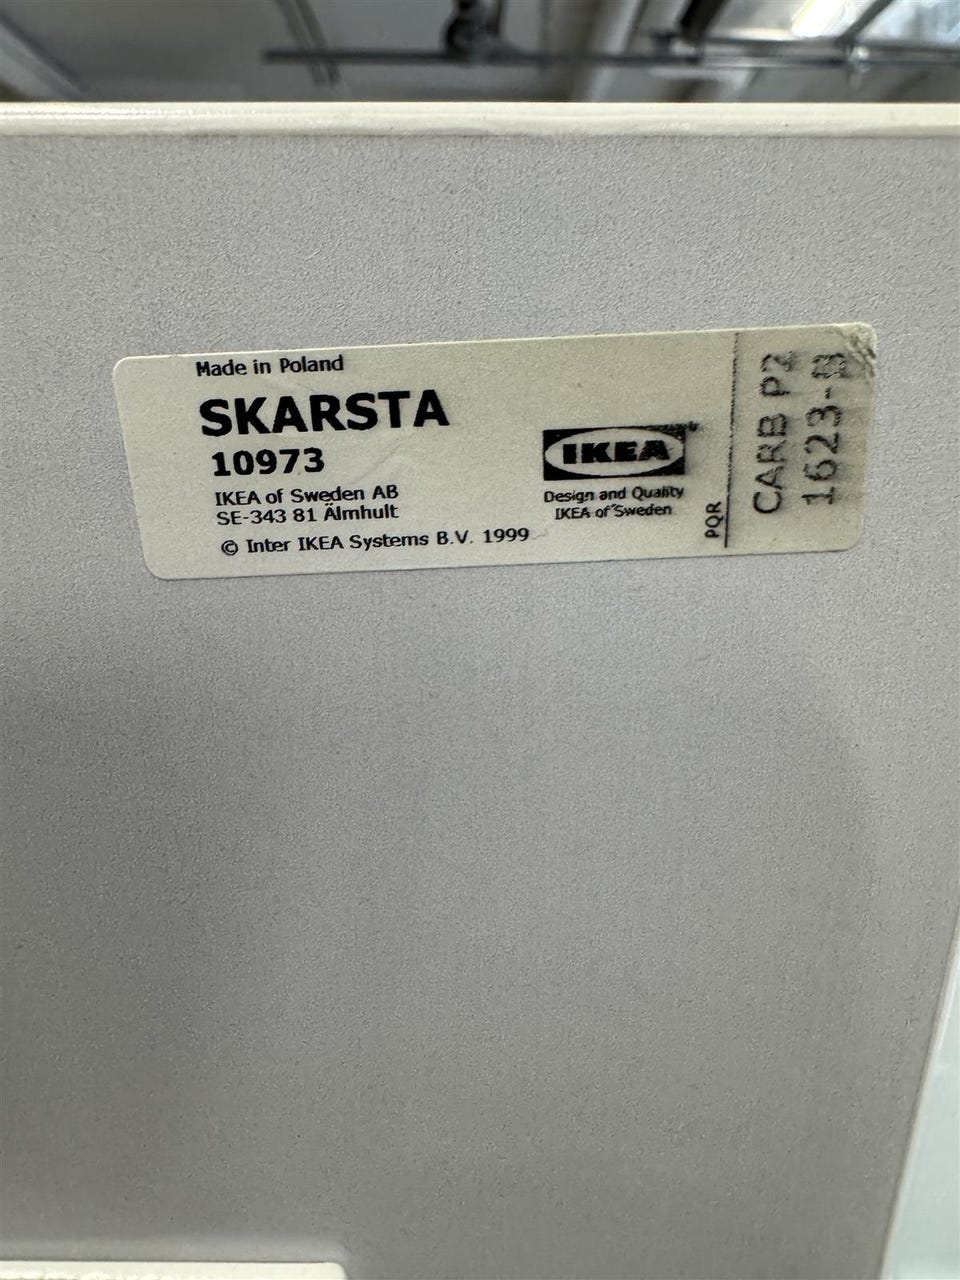 Made in Poland
SKARSTA
10973
IKEA of Sweden AB
SE-343 81 Älmhult
© Inter IKEA Systems B.V. 1999
IKEA
Design and Quality
IKEA of Sweden
PQR
CARB P2
1623-B